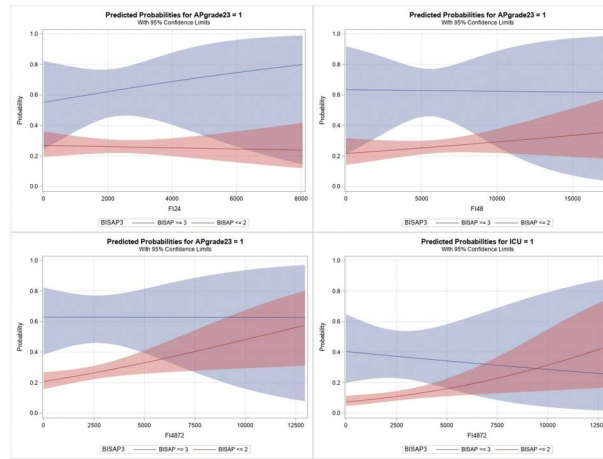 Predicted Probabilities for APgrade23 = 1
With 95% Confidence Limits
1.0
0.8
0.6
0.4
0.2
0.0
Probability
0
2000
4000
6000
8000
FI24
BISAP3 BISAP >= 3 BISAP <= 2
Predicted Probabilities for APgrade23 = 1
With 95% Confidence Limits
1.0
0.8
0.6
0.4
0.2
0.0
Probability
0
5000
10000
15000
FI48
BISAP3 BISAP >= 3 BISAP <= 2
Predicted Probabilities for APgrade23 = 1
With 95% Confidence Limits
1.0
0.8
0.6
0.4
0.2
0.0
Probability
0
2500
5000
7500
10000
12500
FI4872
BISAP3 BISAP >= 3 BISAP <= 2
Predicted Probabilities for ICU = 1
With 95% Confidence Limits
1.0
0.8
0.6
0.4
0.2
0.0
Probability
0
2500
5000
7500
10000
12500
FI4872
BISAP3 BISAP >= 3 BISAP <= 2